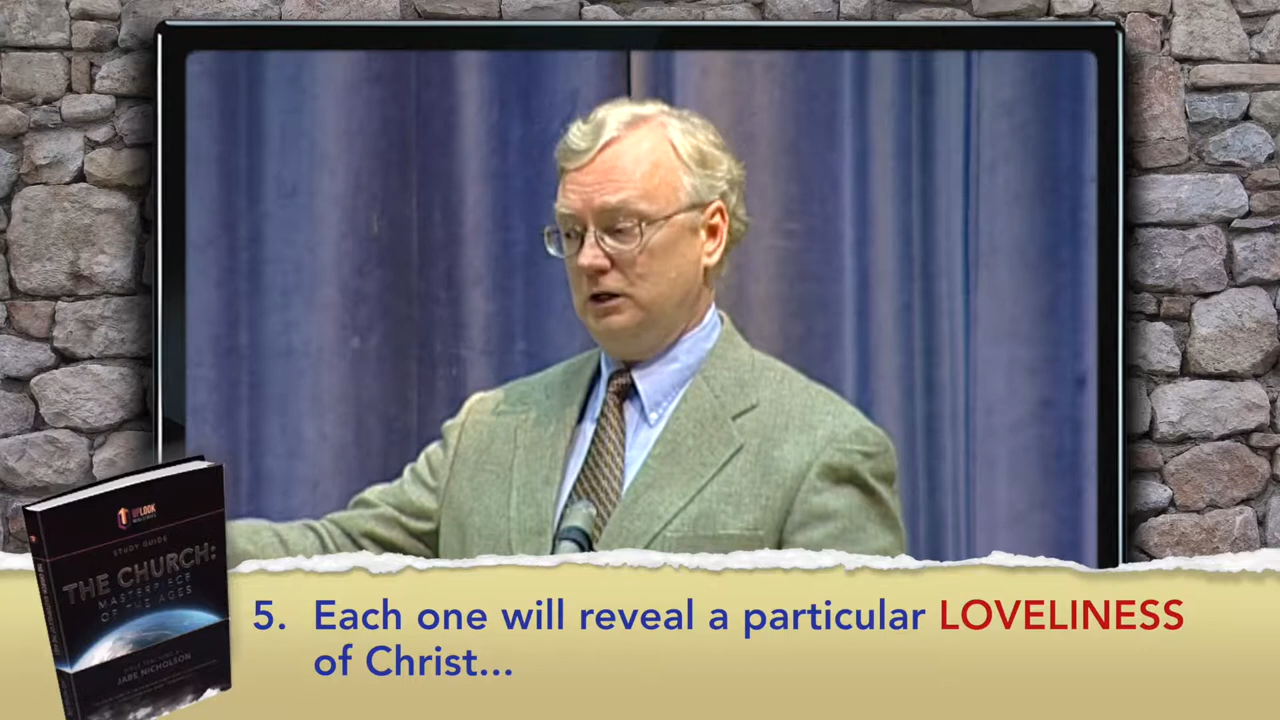 UPLOOK
MINISTRIES
STUDY GUIDE
THE CHURCH:
MASTERPIECE
OF THE AGES
JABE NICHOLSON
5. Each one will reveal a particular LOVELINESS
of Christ...